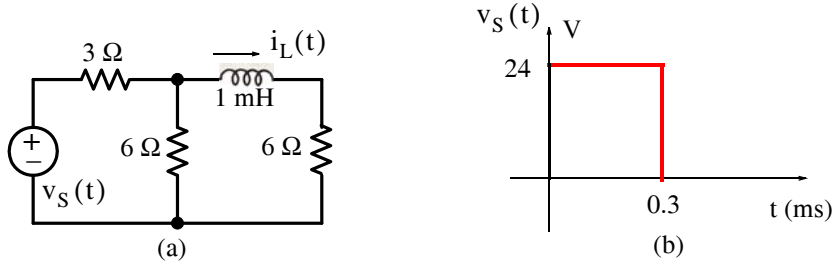 3 Ω
i_L(t)
1 mH
6 Ω
6 Ω
+
−
v_S(t)
(a)
v_S(t)
V
24
0.3
t (ms)
(b)